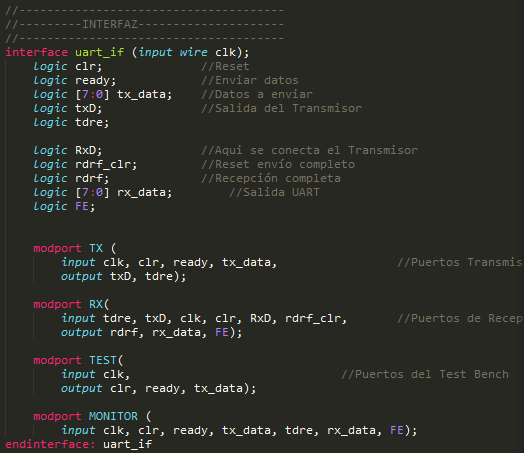 //--------------------------------------
//---------INTERFAZ---------------------
//--------------------------------------
interface uart_if (input wire clk);
    logic clr;              //Reset
    logic ready;            //Enviar datos
    logic [7:0] tx_data;    //Datos a enviar
    logic txD;              //Salida del Transmisor
    logic tdre;

    logic RxD;              //Aqui se conecta el Transmisor
    logic rdrf_clr;         //Reset envío completo
    logic rdrf;             //Recepción completa
    logic [7:0] rx_data;        //Salida UART
    logic FE;

    modport TX (
        input clk, clr, ready, tx_data,                 //Puertos Transmis
        output txD, tdre);

    modport RX(
        input tdre, txD, clk, clr, RxD, rdrf_clr,       //Puertos de Recep
        output rdrf, rx_data, FE);

    modport TEST(
        input clk,                              //Puertos del Test Bench
        output clr, ready, tx_data);

    modport MONITOR (
        input clk, clr, ready, tx_data, tdre, rx_data, FE);
endinterface: uart_if